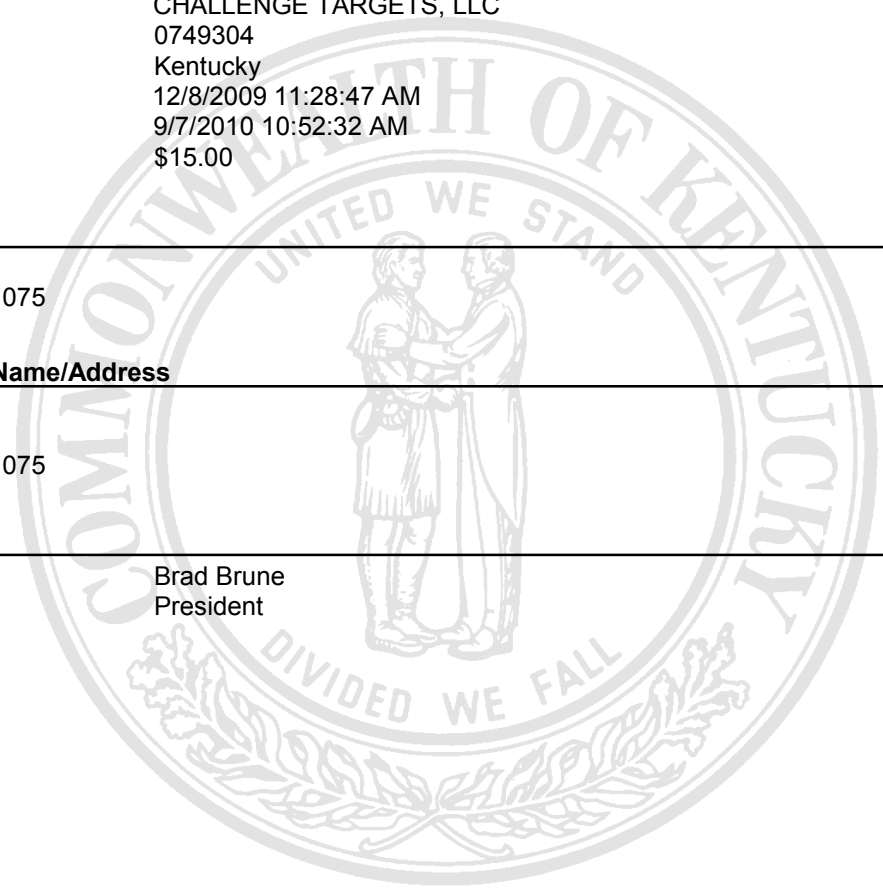 CHALLENGE TARGETS, LLC
0749304
Kentucky
12/8/2009 11:28:47 AM
9/7/2010 10:52:32 AM
$15.00
075
Name/Address
075
Brad Brune
President
COMMONWEALTH OF KENTUCKY
UNITED WE STAND
DIVIDED WE FALL